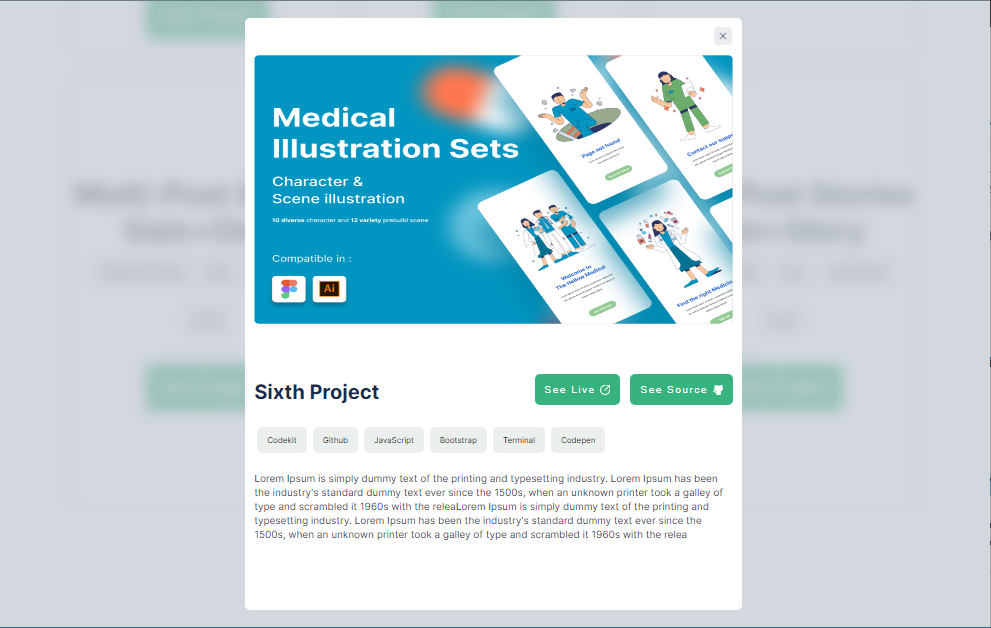 Medical
Illustration Sets
Character &
Scene illustration
10 diverse character and 12 variety prebuild scene
Compatible in :
Ai
Page not found
Contact our
Welcome to
The Hellow Medical
Find the right
Sixth Project
See Live
See Source
Codekit
Github
JavaScript
Bootstrap
Terminal
Codepen
Lorem Ipsum is simply dummy text of the printing and typesetting industry. Lorem Ipsum has been
the industry's standard dummy text ever since the 1500s, when an unknown printer took a galley of
type and scrambled it 1960s with the releaLorem Ipsum is simply dummy text of the printing and
typesetting industry. Lorem Ipsum has been the industry's standard dummy text ever since the
1500s, when an unknown printer took a galley of type and scrambled it 1960s with the relea